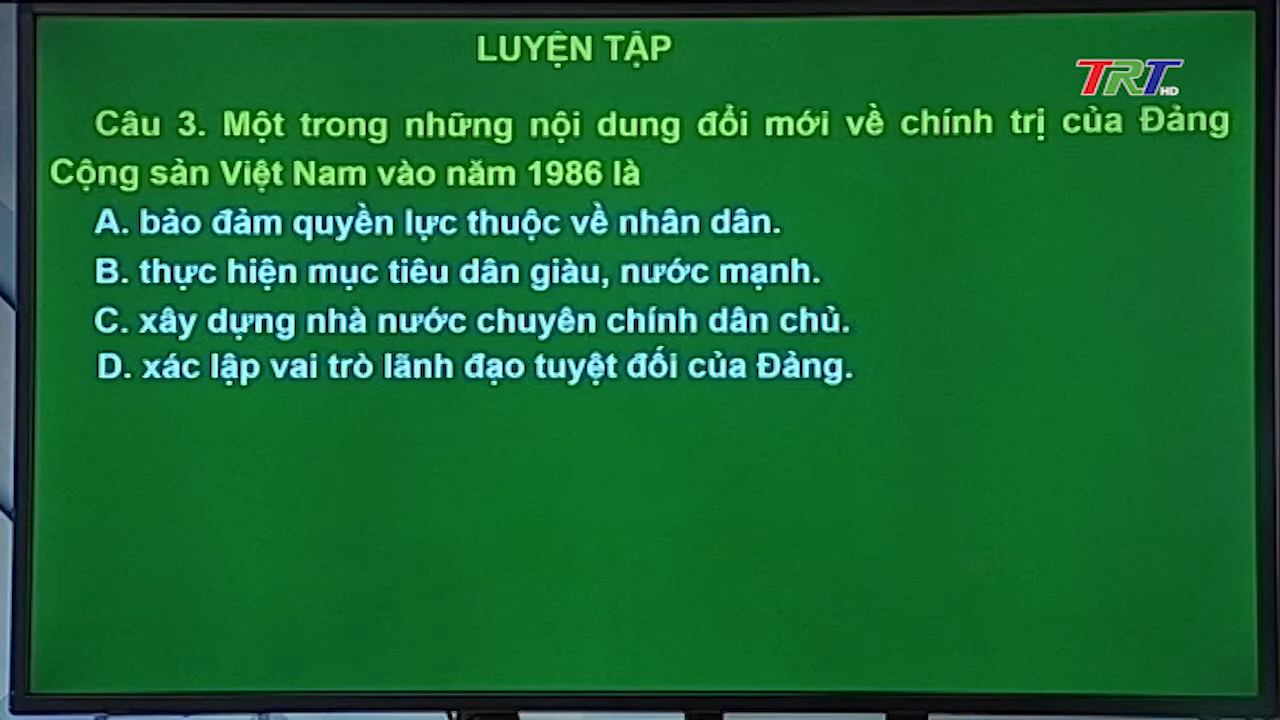 LUYỆN TẬP
TRT HD
Câu 3. Một trong những nội dung đổi mới về chính trị của Đảng
Cộng sản Việt Nam vào năm 1986 là
A. bảo đảm quyền lực thuộc về nhân dân.
B. thực hiện mục tiêu dân giàu, nước mạnh.
C. xây dựng nhà nước chuyên chính dân chủ.
D. xác lập vai trò lãnh đạo tuyệt đối của Đảng.